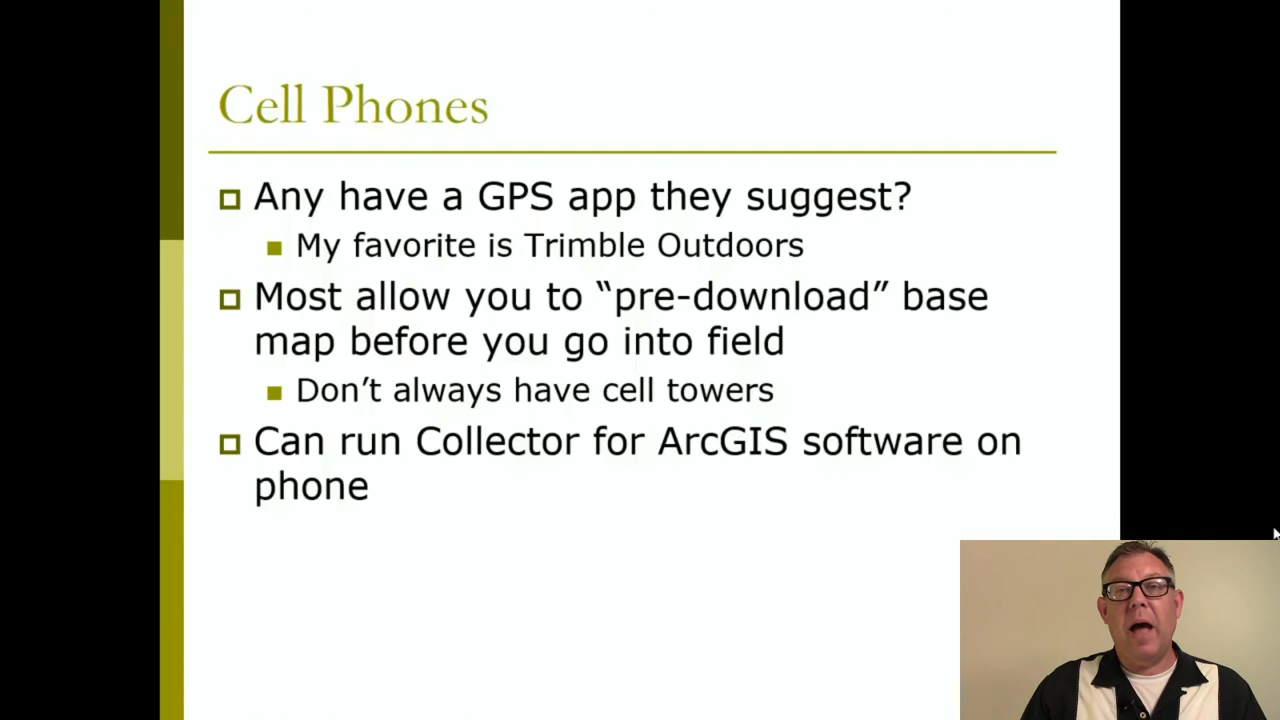 Cell Phones
Any have a GPS app they suggest?
My favorite is Trimble Outdoors
Most allow you to “pre-download” base
map before you go into field
Don’t always have cell towers
Can run Collector for ArcGIS software on
phone